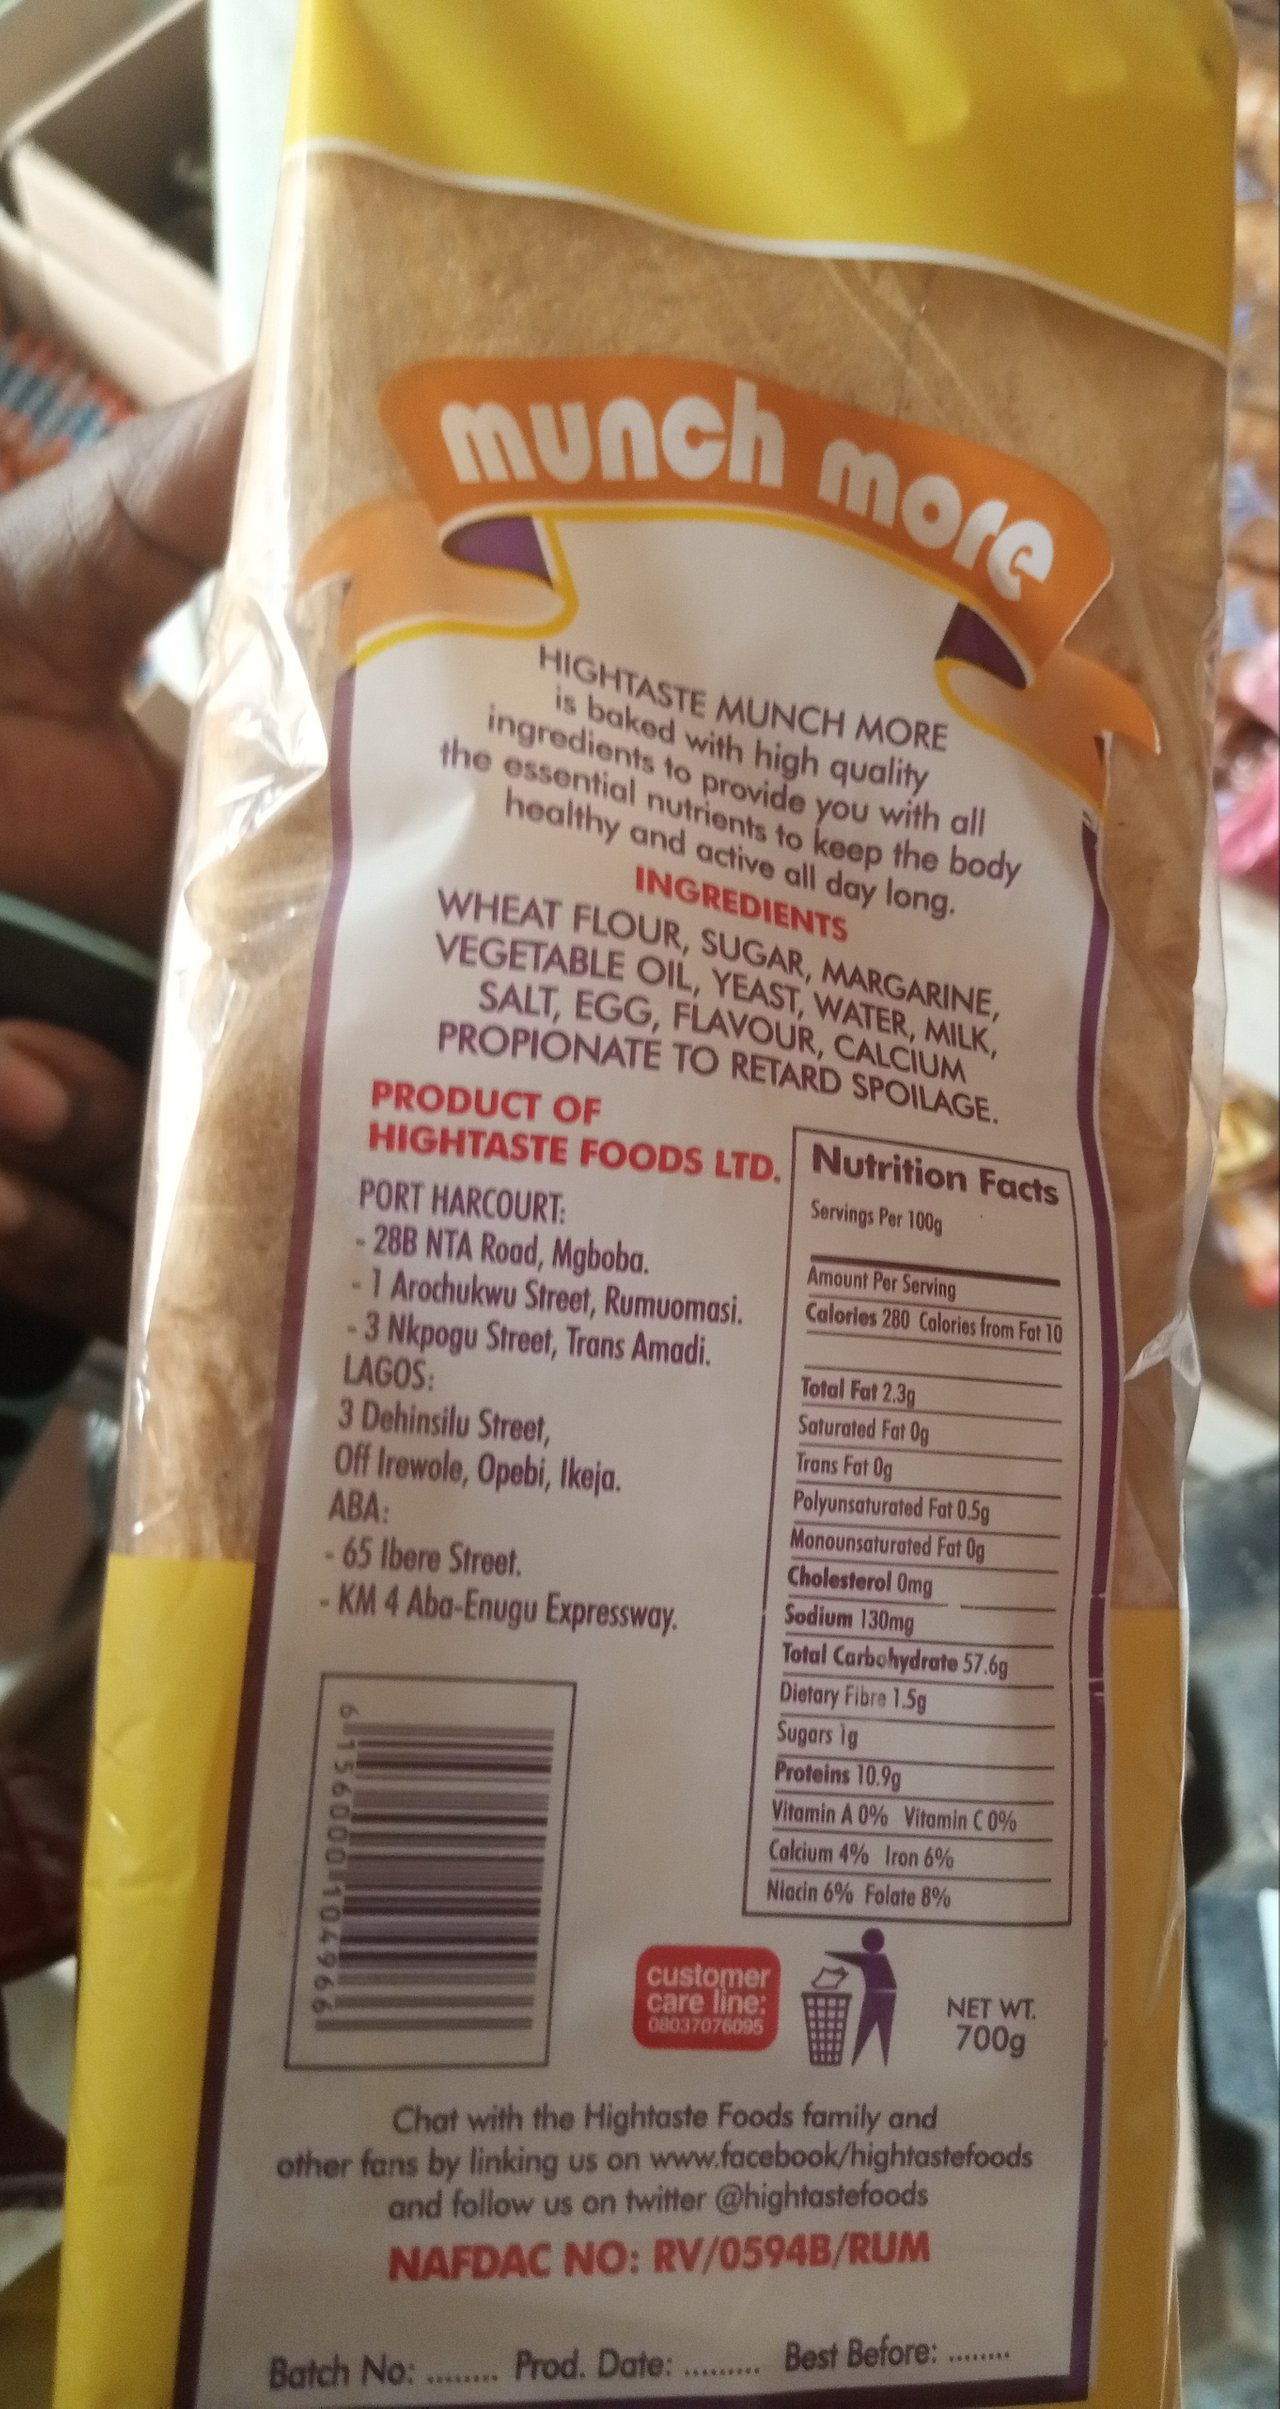 munch more
HIGHTASTE MUNCH MORE
is baked with high quality
ingredients to provide you with all
the essential nutrients to keep the body
healthy and active all day long.
INGREDIENTS
WHEAT FLOUR, SUGAR, MARGARINE,
VEGETABLE OIL, YEAST, WATER, MILK,
SALT, EGG, FLAVOUR, CALCIUM
PROPIONATE TO RETARD SPOILAGE.
PRODUCT OF
HIGHTASTE FOODS LTD.
PORT HARCOURT:
- 28B NTA Road, Mgboba.
- 1 Arochukwu Street, Rumuomasi.
- 3 Nkpogu Street, Trans Amadi.
LAGOS:
3 Dehinsilu Street,
Off Irewole, Opebi, Ikeja.
ABA:
- 65 Ibere Street.
- KM 4 Aba-Enugu Expressway.
Nutrition Facts
Servings Per 100g
Amount Per Serving
Calories 280 Calories from Fat 10
Total Fat 2.3g
Saturated Fat 0g
Trans Fat 0g
Polyunsaturated Fat 0.5g
Monounsaturated Fat 0g
Cholesterol 0mg
Sodium 130mg
Total Carbohydrate 57.6g
Dietary Fibre 1.5g
Sugars 1g
Proteins 10.9g
Vitamin A 0% Vitamin C 0%
Calcium 4% Iron 6%
Niacin 6% Folate 8%
6 156000 104966
customer
care line:
08037076095
NET WT.
700g
Chat with the Hightaste Foods family and
other fans by linking us on www.facebook/hightastefoods
and follow us on twitter @hightastefoods
NAFDAC NO: RV/0594B/RUM
Batch No: ........ Prod. Date: ......... Best Before: ........